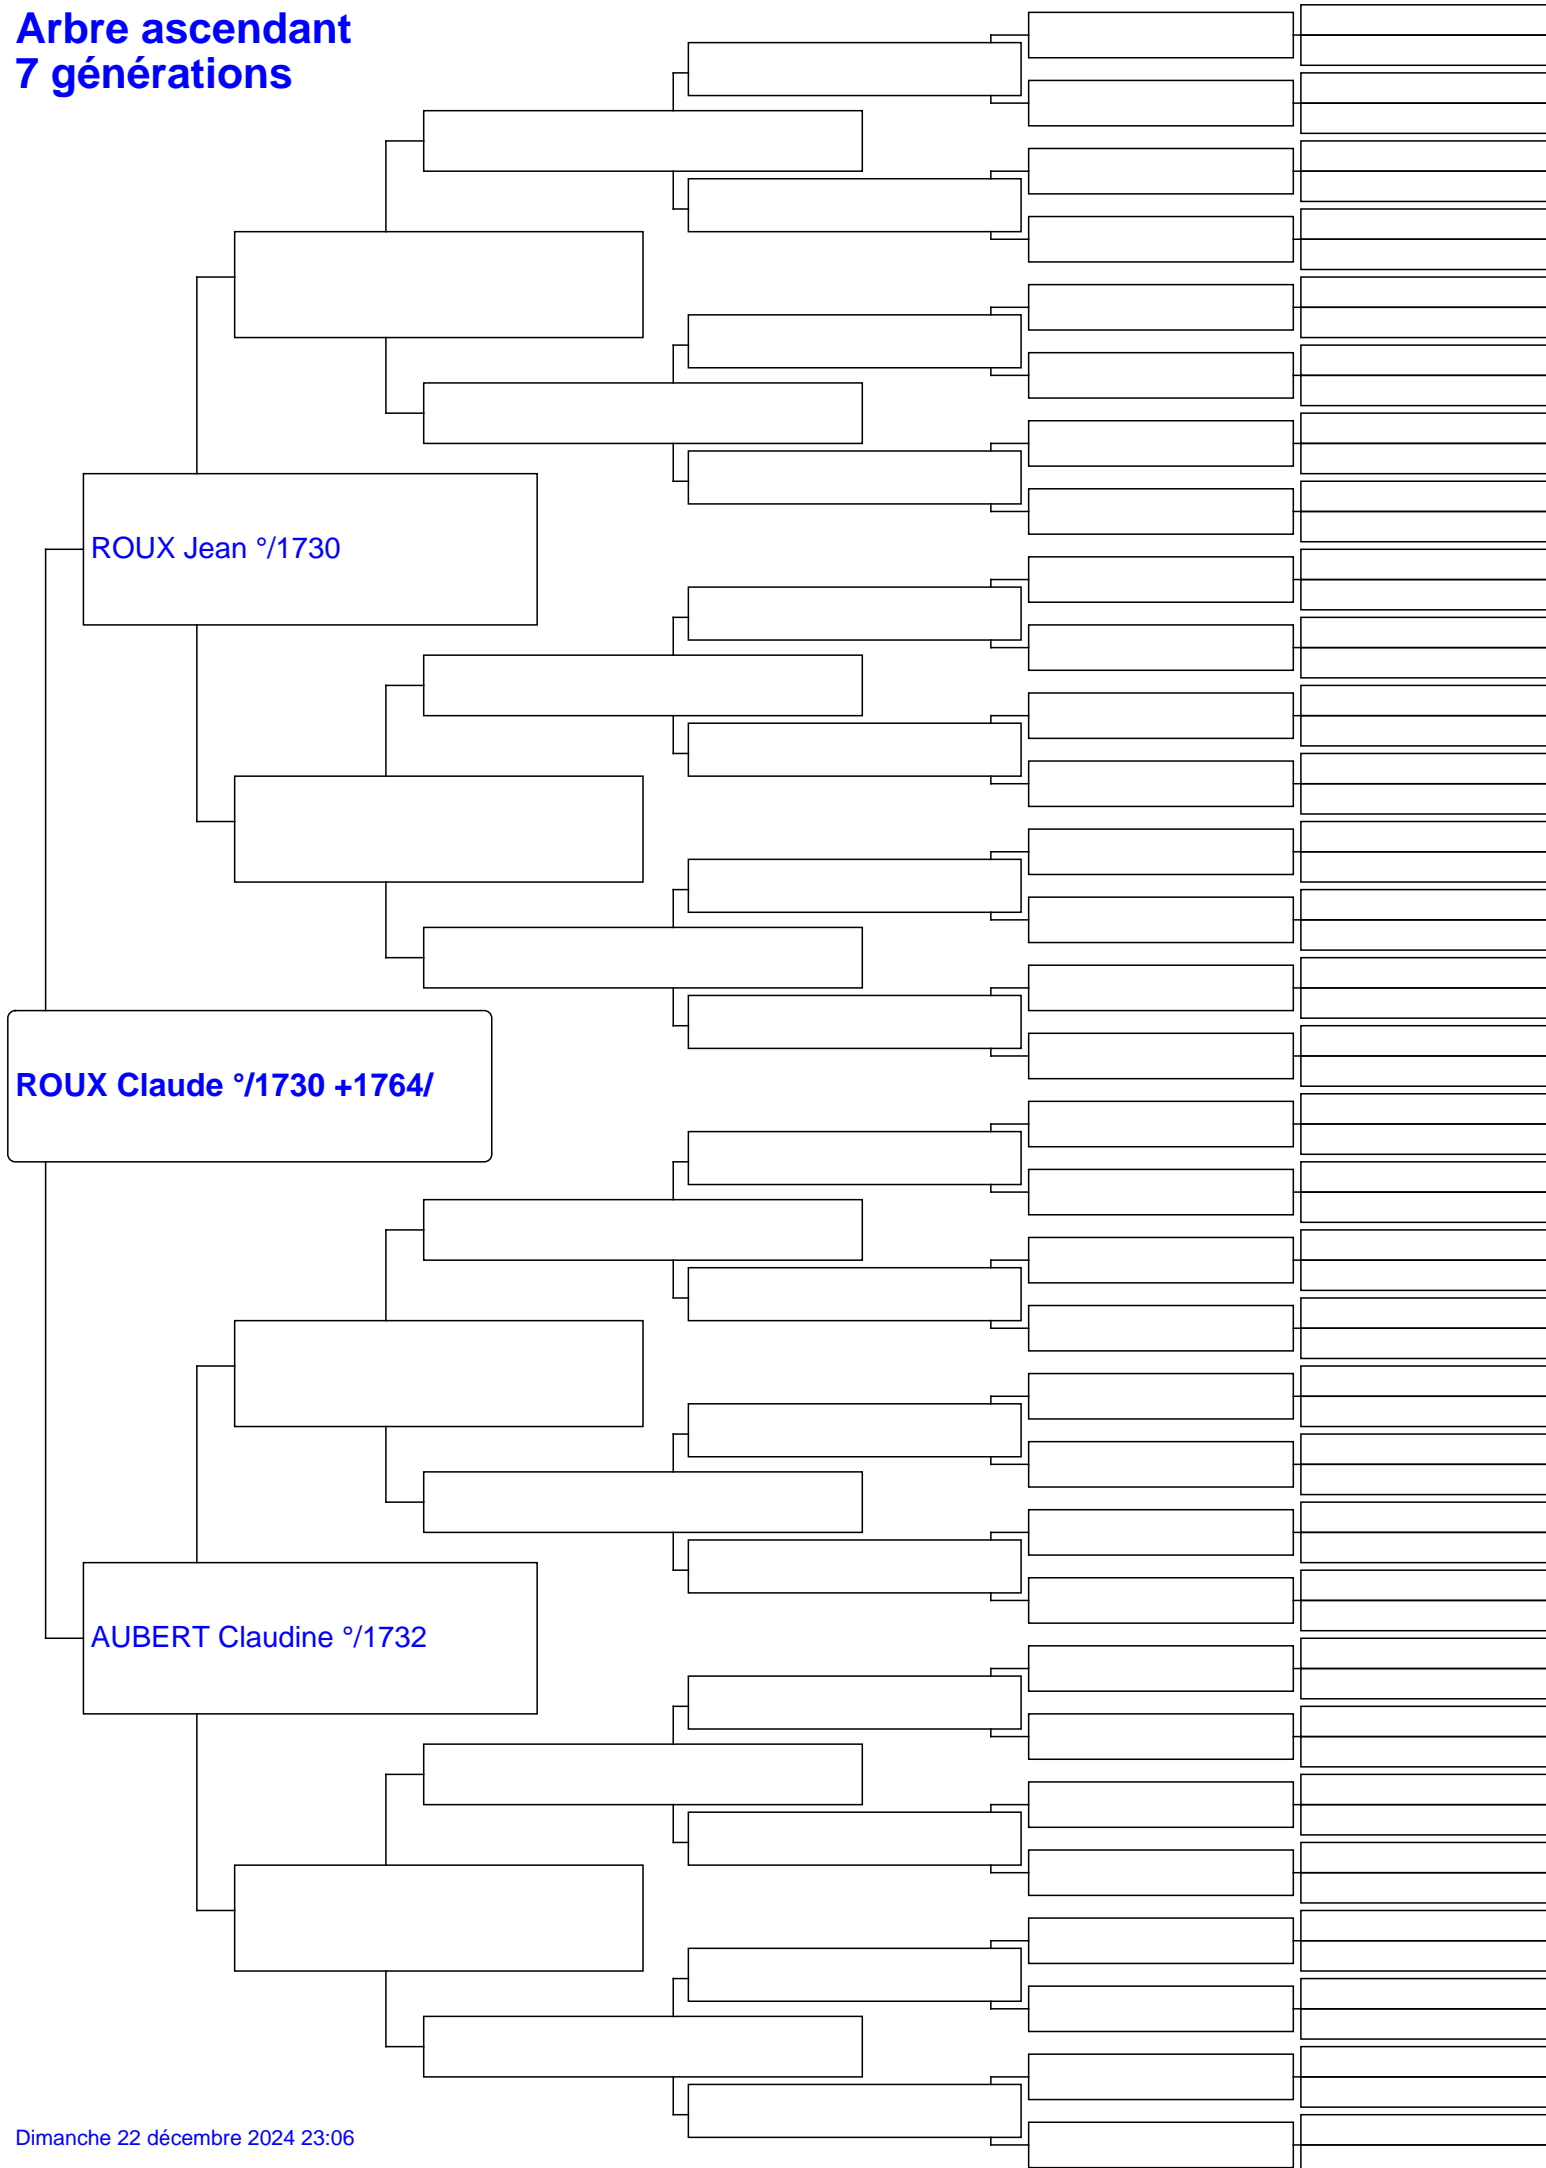 Arbre ascendant
7 générations
ROUX Jean °/1730
ROUX Claude °/1730 +1764/
AUBERT Claudine °/1732
Dimanche 22 décembre 2024 23:06